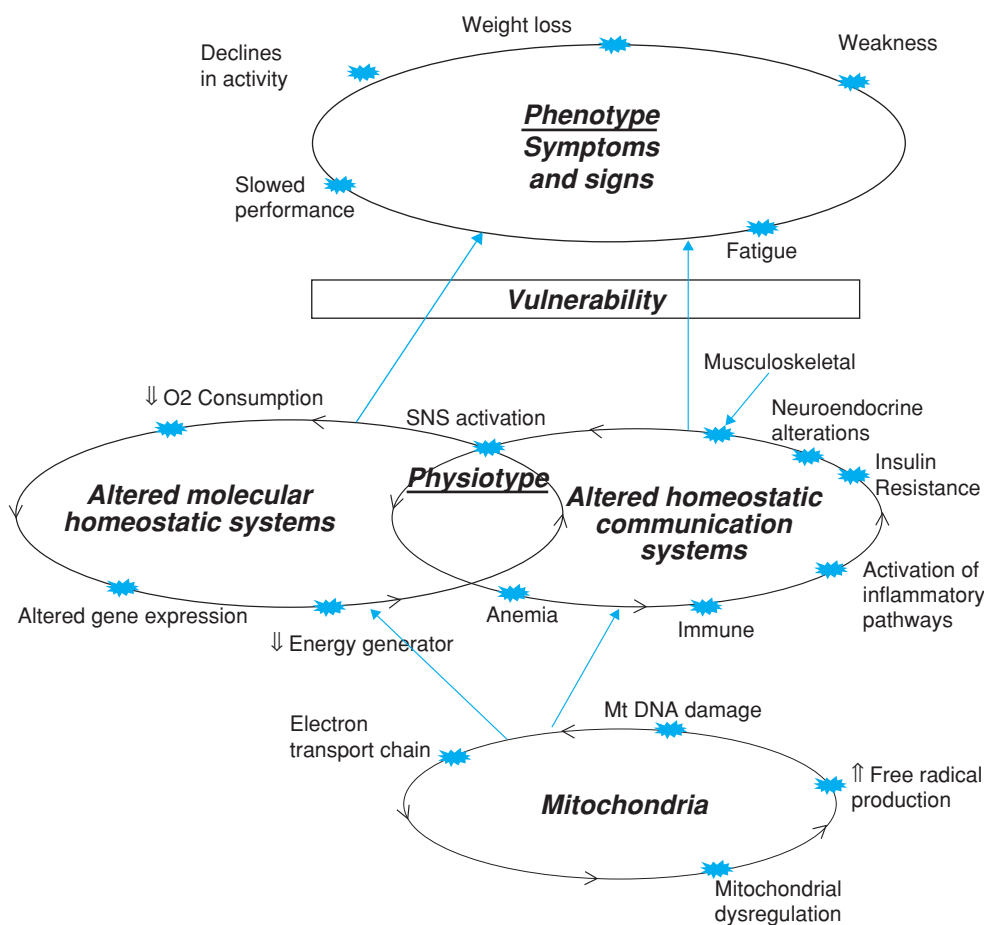 Weight loss
Weakness
Declines
in activity
Phenotype
Symptoms
and signs
Slowed
performance
Fatigue
Vulnerability
Musculoskeletal
⇓ O2 Consumption
SNS activation
Neuroendocrine
alterations
Insulin
Resistance
Physiotype
Altered molecular
homeostatic systems
Altered homeostatic
communication
systems
Activation of
inflammatory
pathways
Altered gene expression
Anemia
Immune
⇓ Energy generator
Mt DNA damage
Electron
transport chain
⇑ Free radical
production
Mitochondria
Mitochondrial
dysregulation